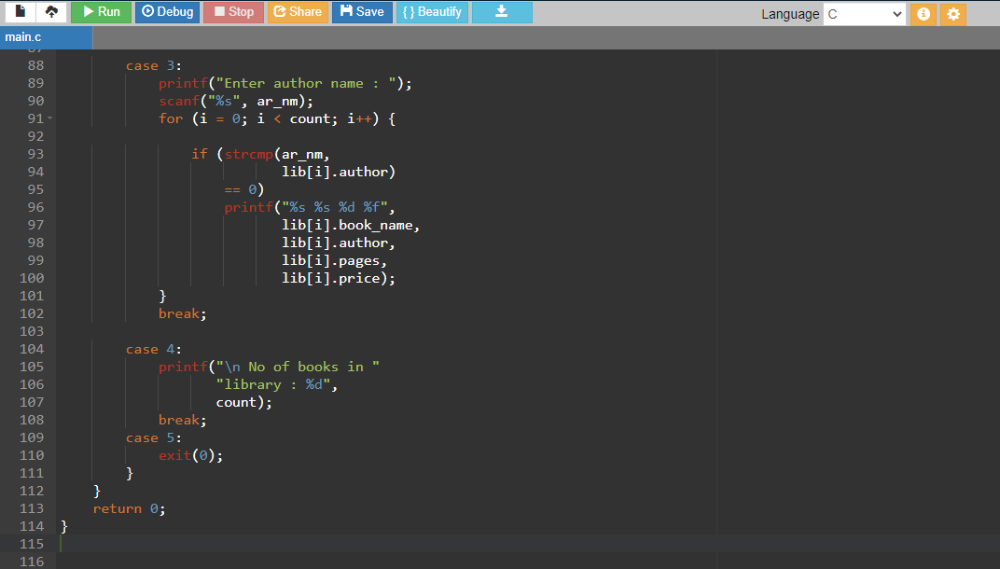 Run Debug Stop Share Save { } Beautify Language C
main.c
87
88 case 3:
89 printf("Enter author name : ");
90 scanf("%s", ar_nm);
91 for (i = 0; i < count; i++) {
92
93 if (strcmp(ar_nm,
94 lib[i].author)
95 == 0)
96 printf("%s %s %d %f",
97 lib[i].book_name,
98 lib[i].author,
99 lib[i].pages,
100 lib[i].price);
101 }
102 break;
103
104 case 4:
105 printf("\n No of books in "
106 "library : %d",
107 count);
108 break;
109 case 5:
110 exit(0);
111 }
112 }
113 return 0;
114 }
115
116